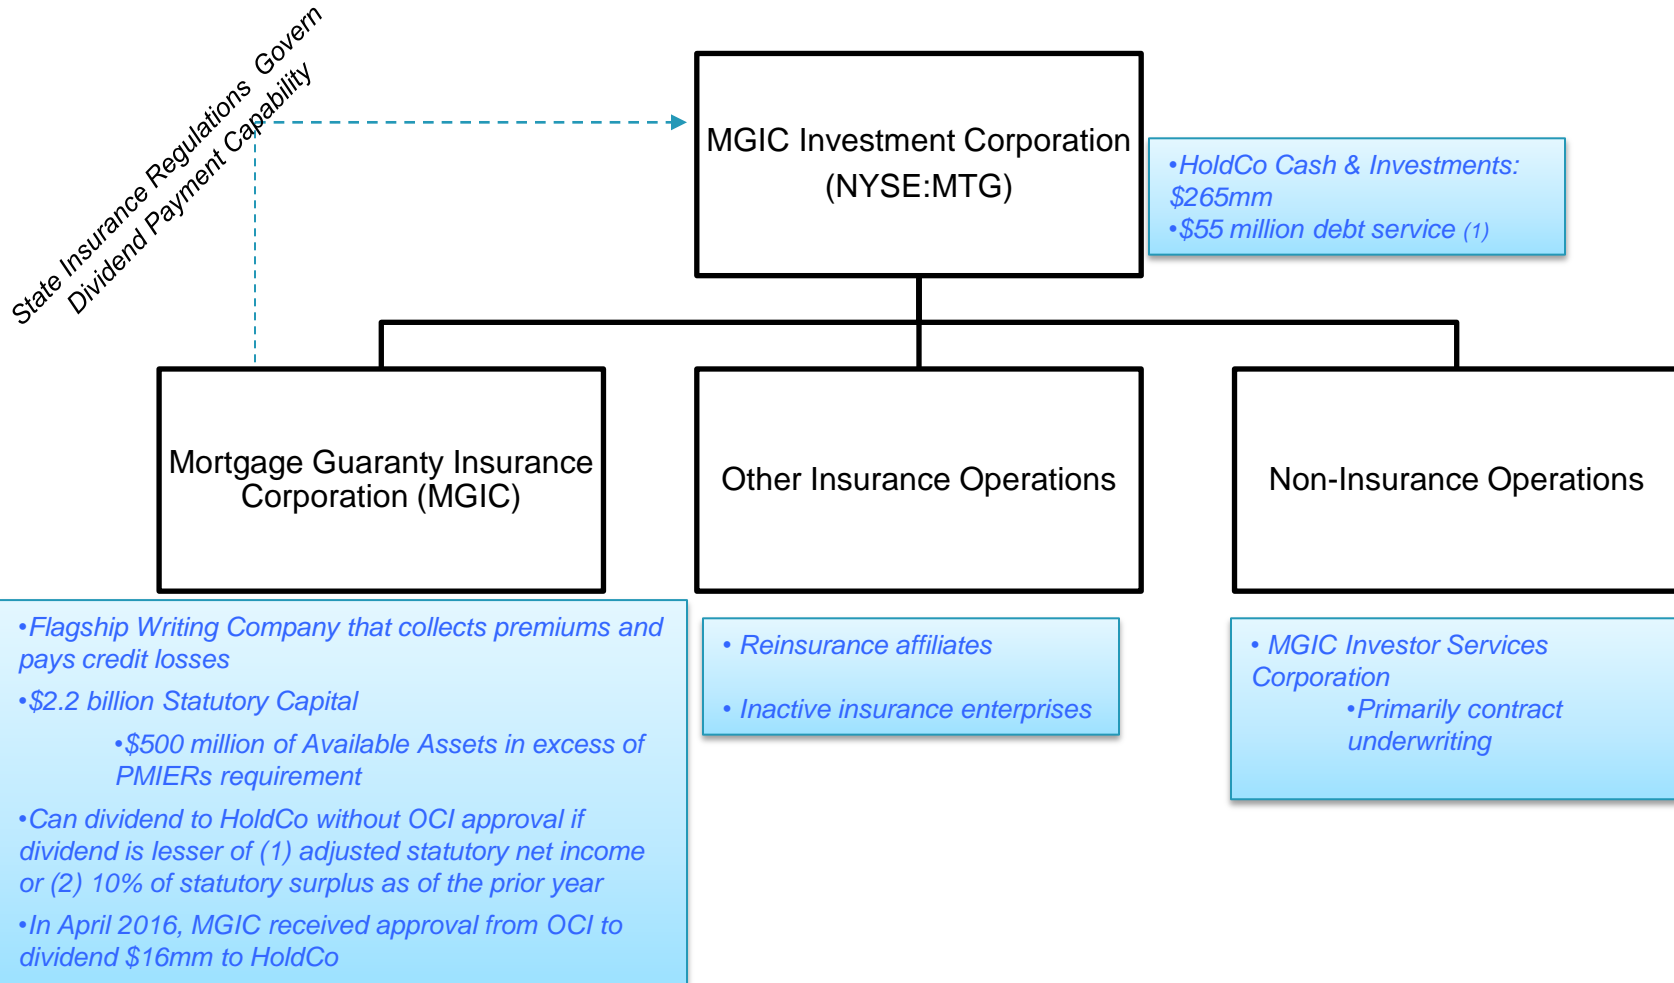 State Insurance Regulations  Govern
Dividend Payment Capability
MGIC Investment Corporation
(NYSE:MTG)
•HoldCo Cash & Investments:
$265mm
•$55 million debt service (1)
Mortgage Guaranty Insurance
Corporation (MGIC)
Other Insurance Operations
Non-Insurance Operations
•Flagship Writing Company that collects premiums and
pays credit losses
•$2.2 billion Statutory Capital
•$500 million of Available Assets in excess of
PMIERs requirement
•Can dividend to HoldCo without OCI approval if
dividend is lesser of (1) adjusted statutory net income
or (2) 10% of statutory surplus as of the prior year
•In April 2016, MGIC received approval from OCI to
dividend $16mm to HoldCo
• Reinsurance affiliates
• Inactive insurance enterprises
• MGIC Investor Services
Corporation
•Primarily contract
underwriting